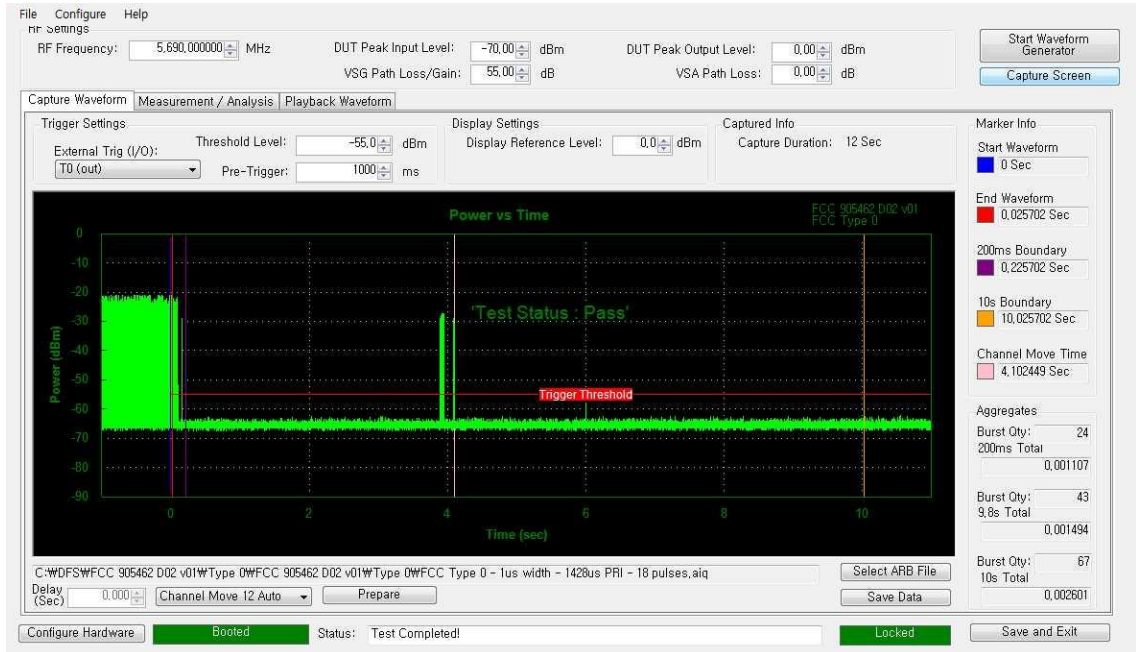 File Configure Help
RF Settings
RF Frequency: 5,690,000000 MHz
DUT Peak Input Level: -70,00 dBm
DUT Peak Output Level: 0,00 dBm
VSG Path Loss/Gain: 55,00 dB
VSA Path Loss: 0,00 dB
Start Waveform Generator
Capture Screen
Capture Waveform Measurement / Analysis Playback Waveform
Trigger Settings
External Trig (I/O):
T0 (out)
Threshold Level: -55,0 dBm
Pre-Trigger: 1000 ms
Display Settings
Display Reference Level: 0,0 dBm
Captured Info
Capture Duration: 12 Sec
Power vs Time
FCC 905462 D02 v01
FCC Type 0
'Test Status : Pass'
Trigger Threshold
Power (dBm)
0
-10
-20
-30
-40
-50
-60
-70
-80
-90
0 2 4 6 8 10
Time (sec)
Marker Info
Start Waveform
0 Sec
End Waveform
0,025702 Sec
200ms Boundary
0,225702 Sec
10s Boundary
10,025702 Sec
Channel Move Time
4,102449 Sec
Aggregates
Burst Qty: 24
200ms Total
0,001107
Burst Qty: 43
9,8s Total
0,001494
Burst Qty: 67
10s Total
0,002601
C:₩DFS₩FCC 905462 D02 v01₩Type 0₩FCC 905462 D02 v01₩Type 0₩FCC Type 0 - 1us width - 1428us PRI - 18 pulses,aiq
Select ARB File
Delay (Sec) 0,000
Channel Move 12 Auto
Prepare
Save Data
Configure Hardware
Booted
Status: Test Completed!
Locked
Save and Exit